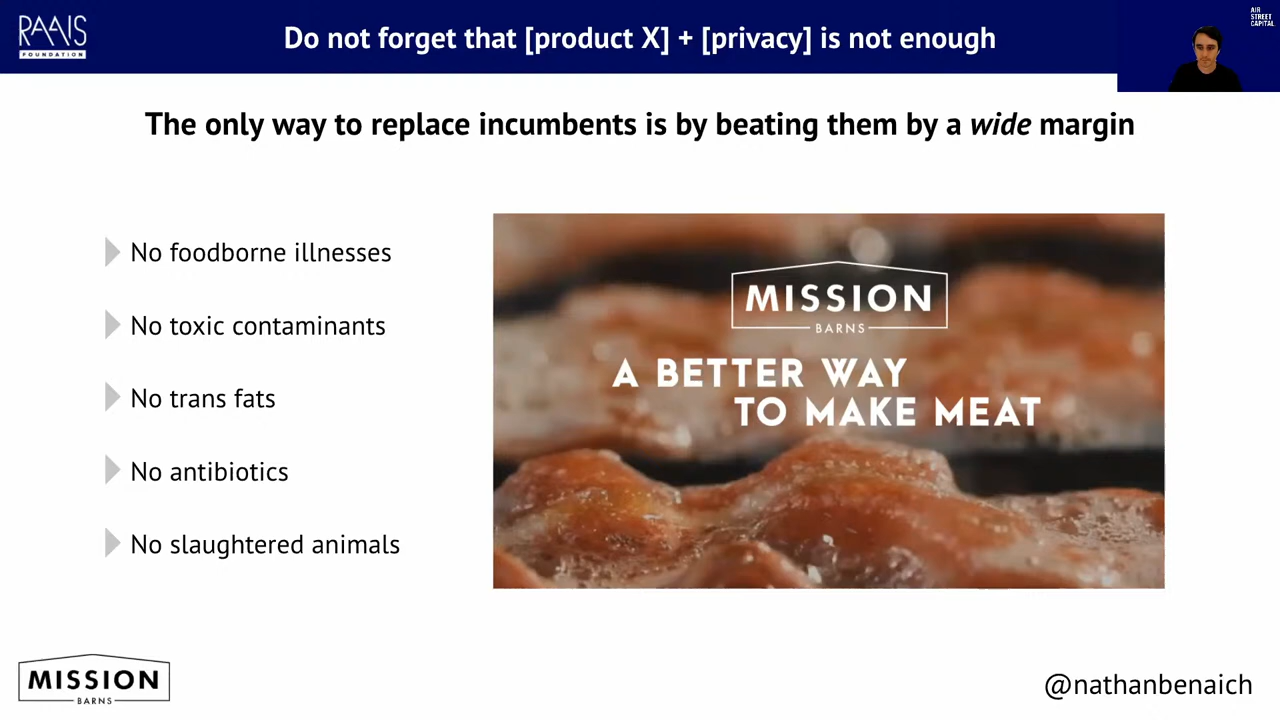 RAAIS
FOUNDATION
Do not forget that [product X] + [privacy] is not enough
AIR
STREET
CAPITAL
The only way to replace incumbents is by beating them by a wide margin
No foodborne illnesses
No toxic contaminants
No trans fats
No antibiotics
No slaughtered animals
MISSION
BARNS
A BETTER WAY
TO MAKE MEAT
MISSION
BARNS
@nathanbenaich